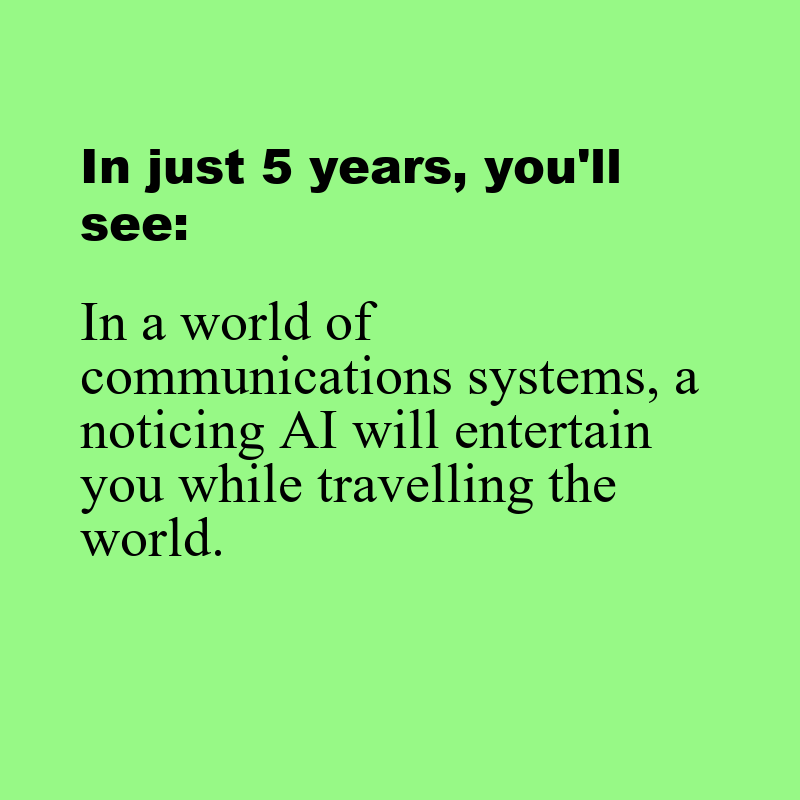 In just 5 years, you'll
see:
In a world of
communications systems, a
noticing AI will entertain
you while travelling the
world.